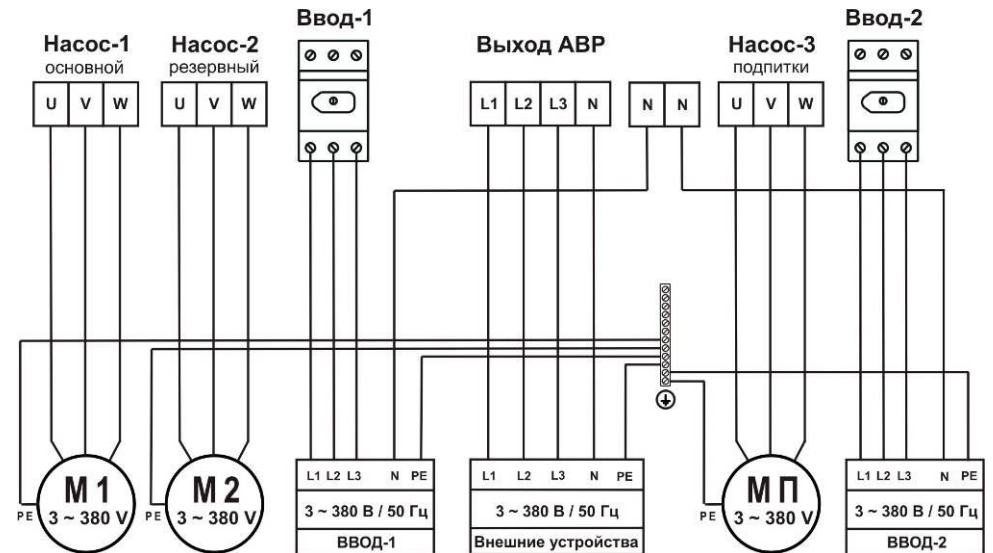 Ввод-1
Ввод-2
Насос-1
Насос-2
Выход АВР
Насос-3
основной
резервный
подпитки
U V W
U V W
L1 L2 L3 N
N N
U V W
L1 L2 L3 N PE
L1 L2 L3 N PE
L1 L2 L3 N PE
М 1
М 2
М П
3 ~ 380 V
3 ~ 380 V
3 ~ 380 В / 50 Гц
3 ~ 380 В / 50 Гц
3 ~ 380 V
3 ~ 380 В / 50 Гц
PE
PE
PE
ВВОД-1
Внешние устройства
ВВОД-2